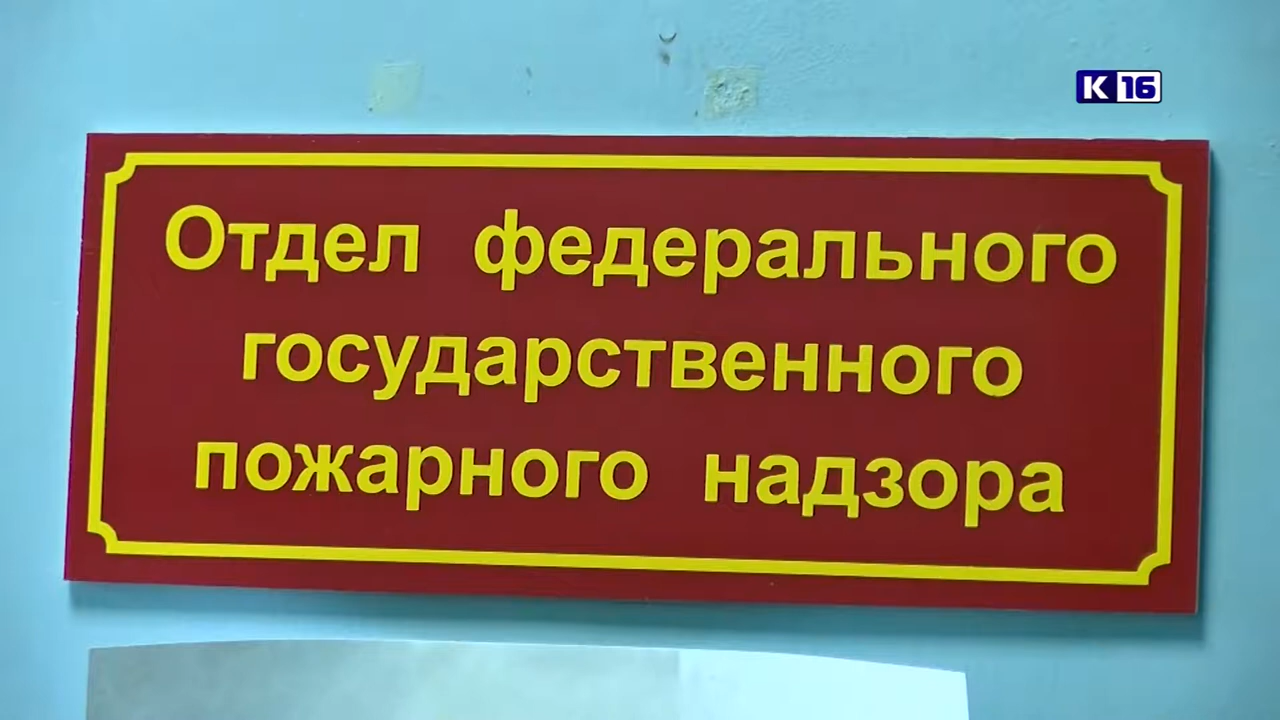 К 16
Отдел федерального
государственного
пожарного надзора